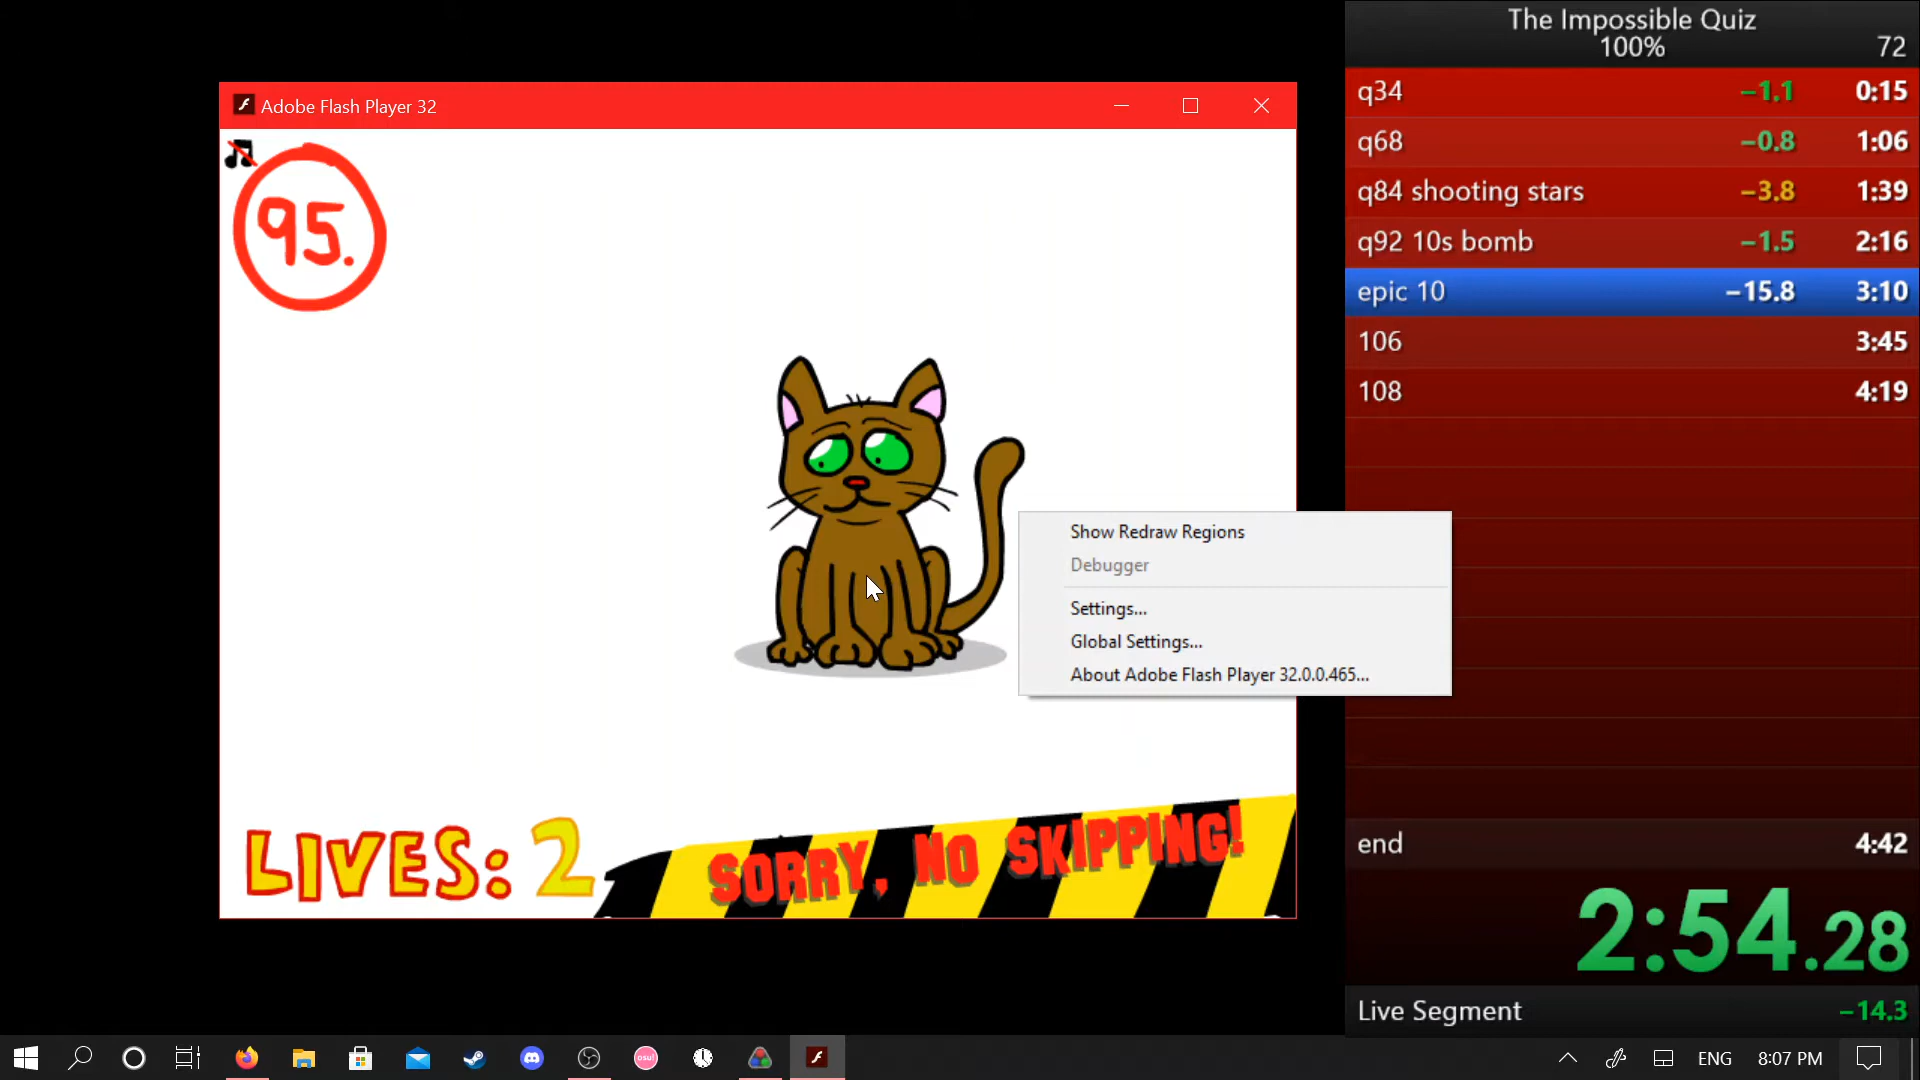 The Impossible Quiz
100%
72
Adobe Flash Player 32
95.
q34 −1.1 0:15
q68 −0.8 1:06
q84 shooting stars −3.8 1:39
q92 10s bomb −1.5 2:16
epic 10 −15.8 3:10
106 3:45
108 4:19
Show Redraw Regions
Debugger
Settings...
Global Settings...
About Adobe Flash Player 32.0.0.465...
LIVES: 2
SORRY, NO SKIPPING!
end 4:42
2:54.28
Live Segment −14.3
osu!
ENG
8:07 PM